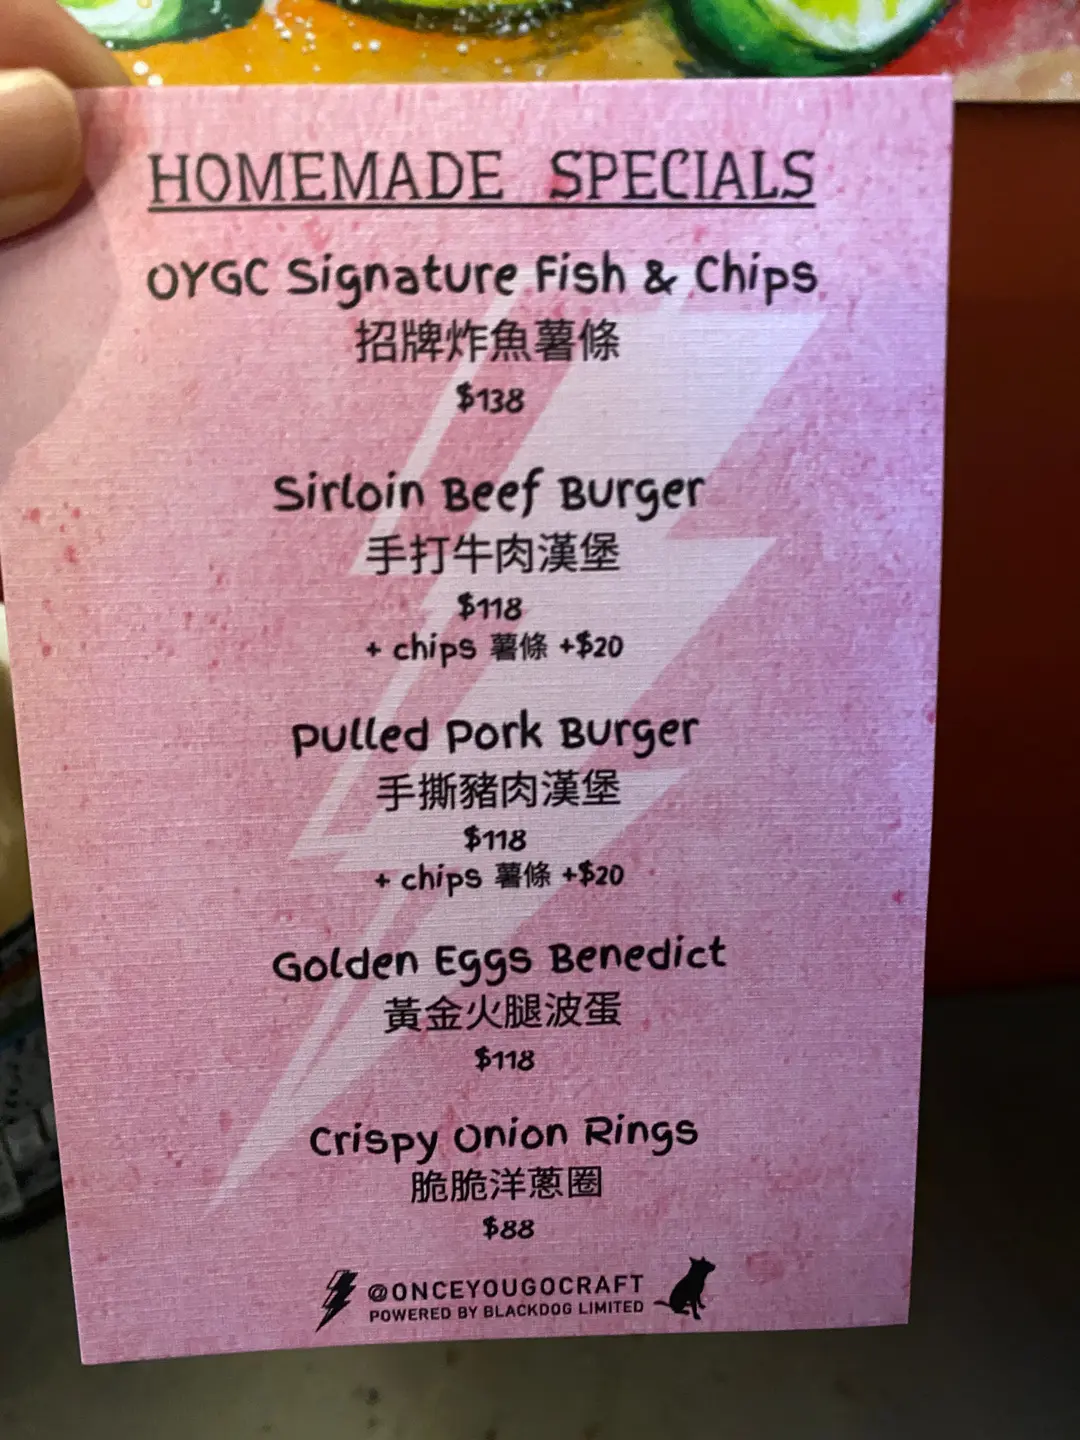 HOMEMADE SPECIALS
OYGC Signature Fish & Chips
招牌炸魚薯條
$138
Sirloin Beef Burger
手打牛肉漢堡
$118
+ chips 薯條 +$20
Pulled Pork Burger
手撕豬肉漢堡
$118
+ chips 薯條 +$20
Golden Eggs Benedict
黃金火腿波蛋
$118
Crispy Onion Rings
脆脆洋蔥圈
$88
@ONCEYOUGOCRAFT
POWERED BY BLACKDOG LIMITED